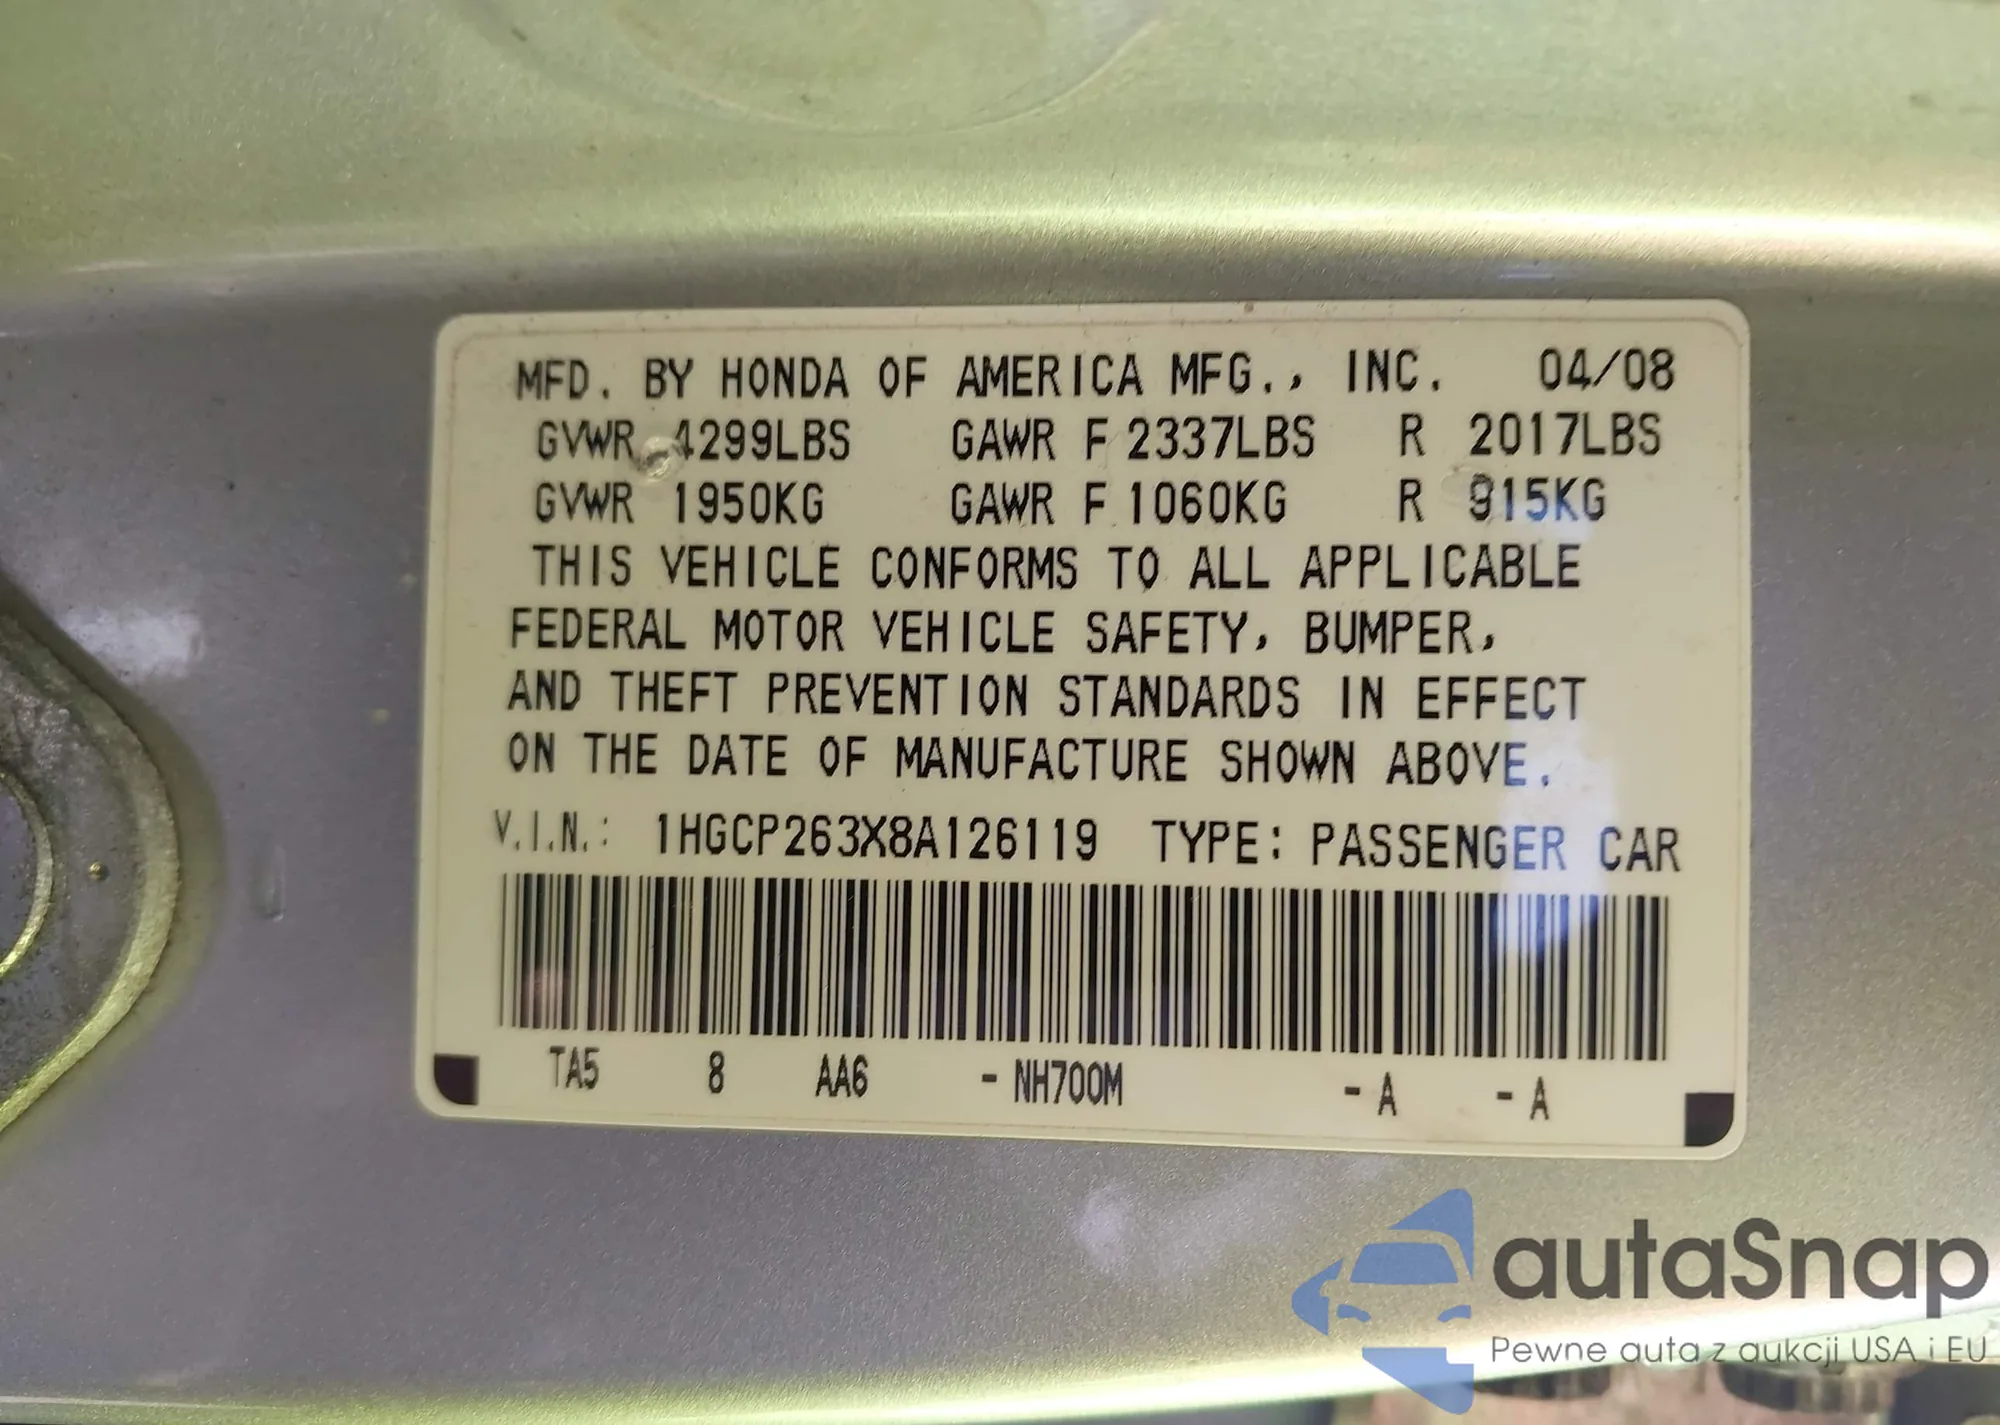 MFD. BY HONDA OF AMERICA MFG., INC. 04/08
GVWR 4299LBS GAWR F 2337LBS R 2017LBS
GVWR 1950KG GAWR F 1060KG R 915KG
THIS VEHICLE CONFORMS TO ALL APPLICABLE
FEDERAL MOTOR VEHICLE SAFETY, BUMPER,
AND THEFT PREVENTION STANDARDS IN EFFECT
ON THE DATE OF MANUFACTURE SHOWN ABOVE.
V.I.N.: 1HGCP263X8A126119 TYPE: PASSENGER CAR
TA5 8 AA6 - NH700M - A - A
autaSnap
Pewne auta z aukcji USA i EU